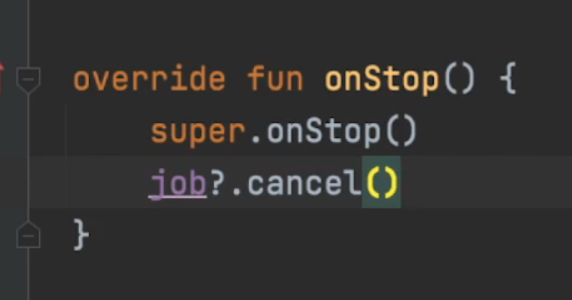 override fun onStop() {
super.onStop()
job?.cancel()
}